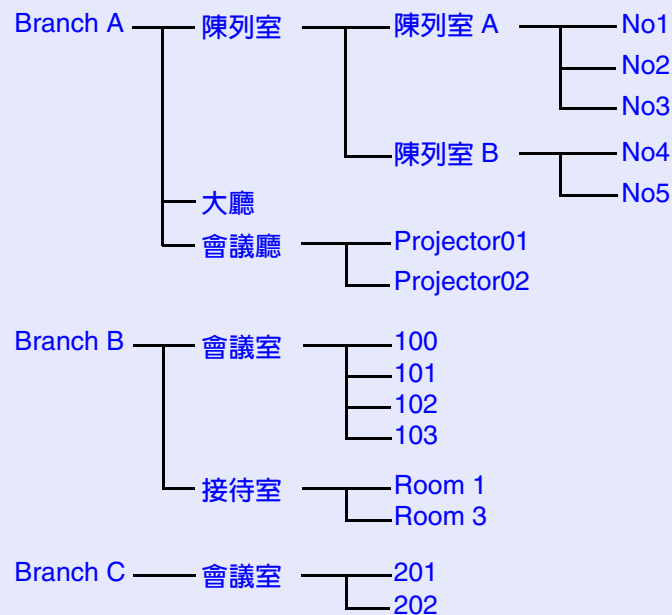 Branch A 陳列室 陳列室 A No1
No2
No3
陳列室 B No4
No5
大廳
會議廳 Projector01
Projector02
Branch B 會議室 100
101
102
103
接待室 Room 1
Room 3
Branch C 會議室 201
202